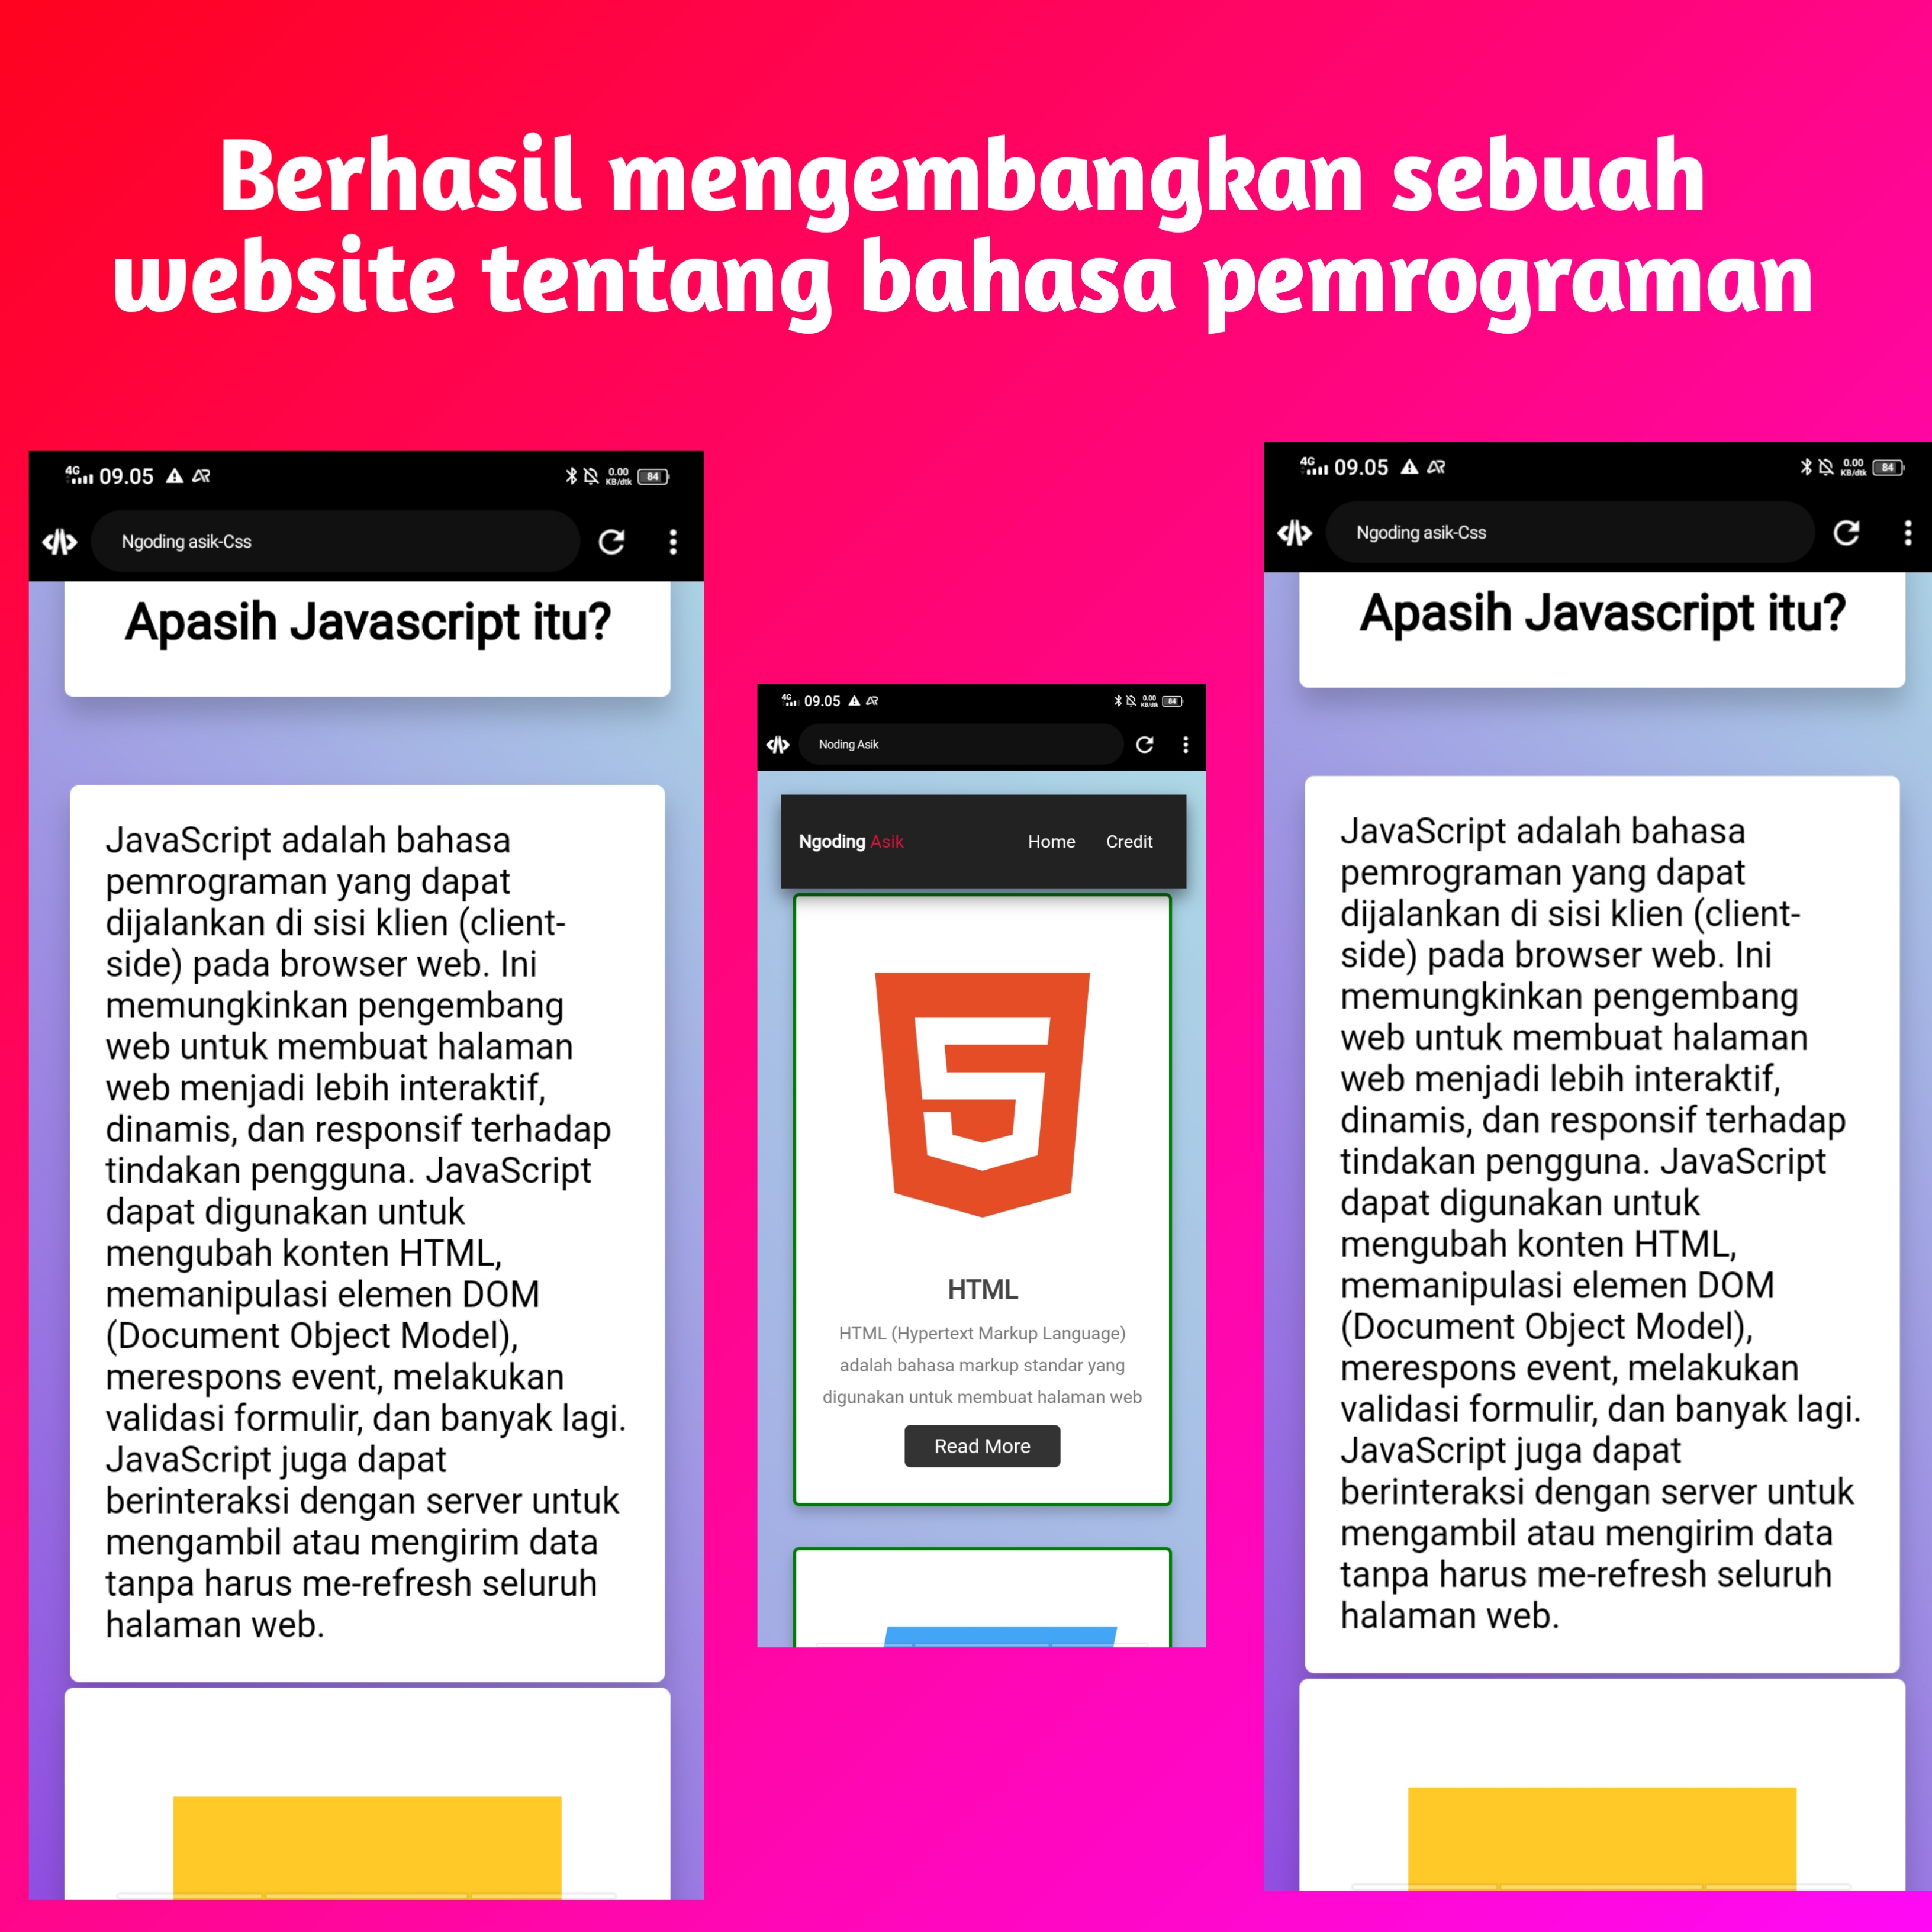 Berhasil mengembangkan sebuah
website tentang bahasa pemrograman
4G 09.05 AR 0.00 KB/dtk 84
Ngoding asik-Css
Apasih Javascript itu?
JavaScript adalah bahasa
pemrograman yang dapat
dijalankan di sisi klien (client-
side) pada browser web. Ini
memungkinkan pengembang
web untuk membuat halaman
web menjadi lebih interaktif,
dinamis, dan responsif terhadap
tindakan pengguna. JavaScript
dapat digunakan untuk
mengubah konten HTML,
memanipulasi elemen DOM
(Document Object Model),
merespons event, melakukan
validasi formulir, dan banyak lagi.
JavaScript juga dapat
berinteraksi dengan server untuk
mengambil atau mengirim data
tanpa harus me-refresh seluruh
halaman web.
4G 09.05 AR 0.00 KB/dtk 84
Noding Asik
Ngoding Asik Home Credit
HTML
HTML (Hypertext Markup Language)
adalah bahasa markup standar yang
digunakan untuk membuat halaman web
Read More
4G 09.05 AR 0.00 KB/dtk 84
Ngoding asik-Css
Apasih Javascript itu?
JavaScript adalah bahasa
pemrograman yang dapat
dijalankan di sisi klien (client-
side) pada browser web. Ini
memungkinkan pengembang
web untuk membuat halaman
web menjadi lebih interaktif,
dinamis, dan responsif terhadap
tindakan pengguna. JavaScript
dapat digunakan untuk
mengubah konten HTML,
memanipulasi elemen DOM
(Document Object Model),
merespons event, melakukan
validasi formulir, dan banyak lagi.
JavaScript juga dapat
berinteraksi dengan server untuk
mengambil atau mengirim data
tanpa harus me-refresh seluruh
halaman web.